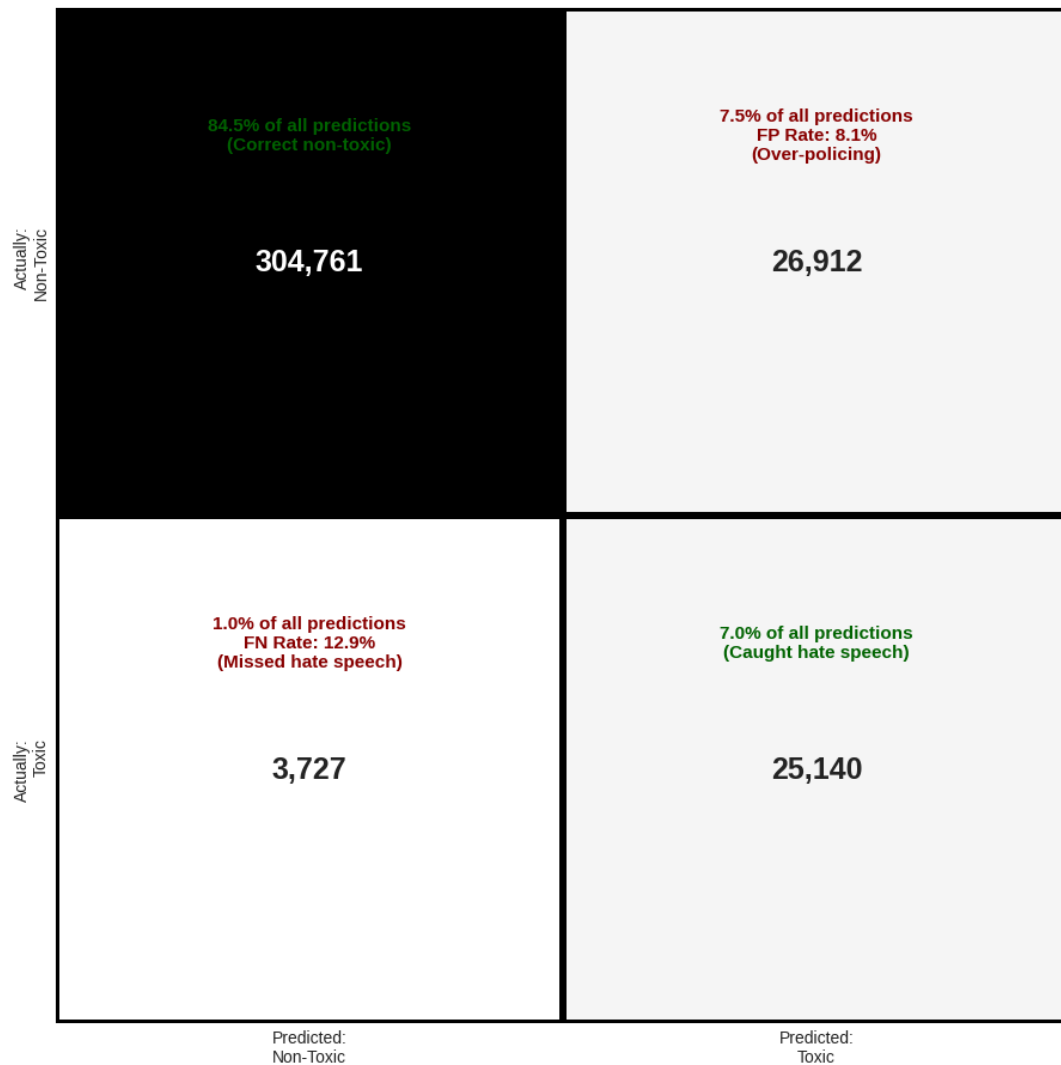 84.5% of all predictions
(Correct non-toxic)
7.5% of all predictions
FP Rate: 8.1%
(Over-policing)
Actually:
Non-Toxic
304,761
26,912
1.0% of all predictions
FN Rate: 12.9%
(Missed hate speech)
7.0% of all predictions
(Caught hate speech)
Actually:
Toxic
3,727
25,140
Predicted:
Non-Toxic
Predicted:
Toxic